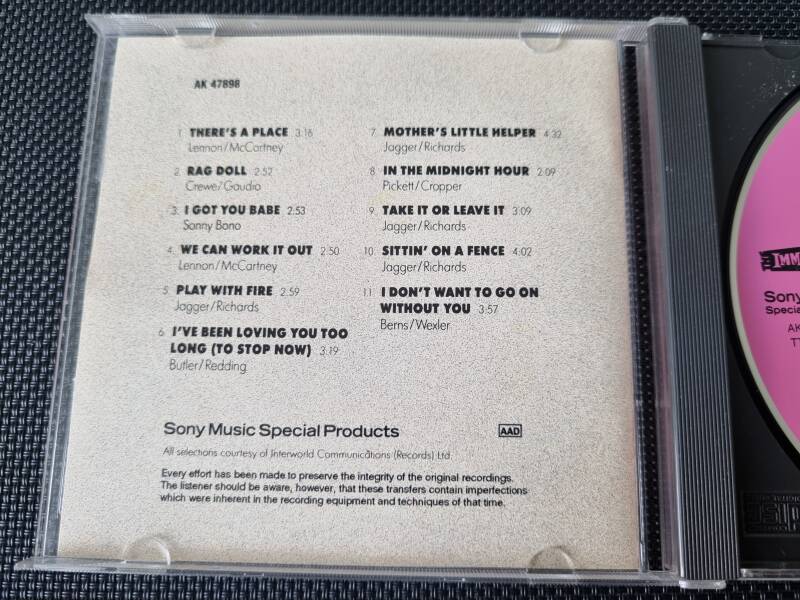 AK 47898
1. THERE'S A PLACE 3:16
Lennon/McCartney
2. RAG DOLL 2:52
Crewe/Gaudio
3. I GOT YOU BABE 2:53
Sonny Bono
4. WE CAN WORK IT OUT 2:50
Lennon/McCartney
5. PLAY WITH FIRE 2:59
Jagger/Richards
6. I'VE BEEN LOVING YOU TOO
LONG (TO STOP NOW) 3:19
Butler/Redding
7. MOTHER'S LITTLE HELPER 4:32
Jagger/Richards
8. IN THE MIDNIGHT HOUR 2:09
Pickett/Cropper
9. TAKE IT OR LEAVE IT 3:09
Jagger/Richards
10. SITTIN' ON A FENCE 4:02
Jagger/Richards
11. I DON'T WANT TO GO ON
WITHOUT YOU 3:57
Berns/Wexler
Sony Music Special Products
AAD
All selections courtesy of Interworld Communications (Records) Ltd.
Every effort has been made to preserve the integrity of the original recordings.
The listener should be aware, however, that these transfers contain imperfections
which were inherent in the recording equipment and techniques of that time.
THE IMM
Sony
Special
AK